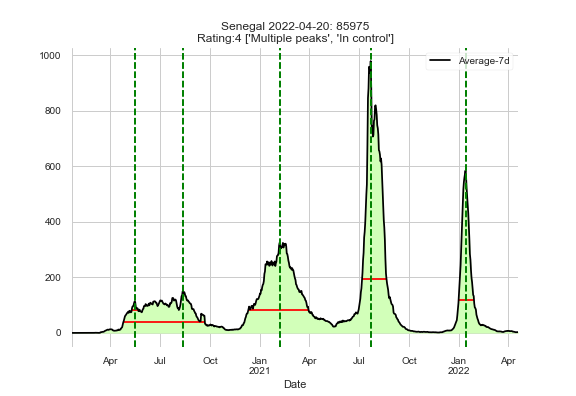 Senegal 2022-04-20: 85975
Rating:4 ['Multiple peaks', 'In control']
Average-7d
1000
800
600
400
200
0
Apr Jul Oct Jan Apr Jul Oct Jan Apr
2021 2022
Date